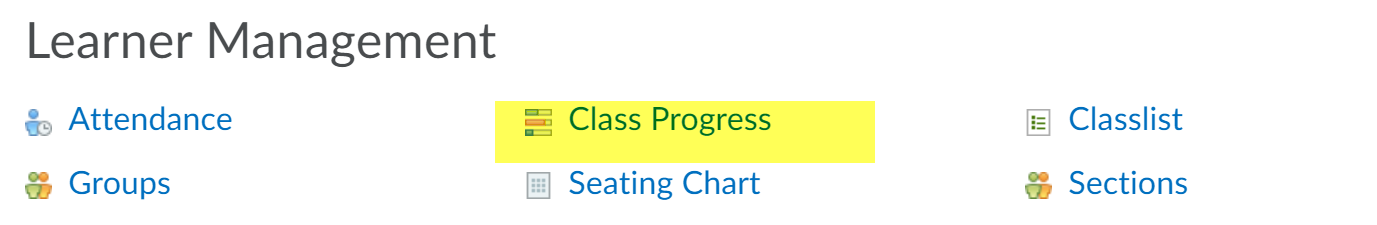 Learner Management
Attendance Class Progress Classlist
Groups Seating Chart Sections